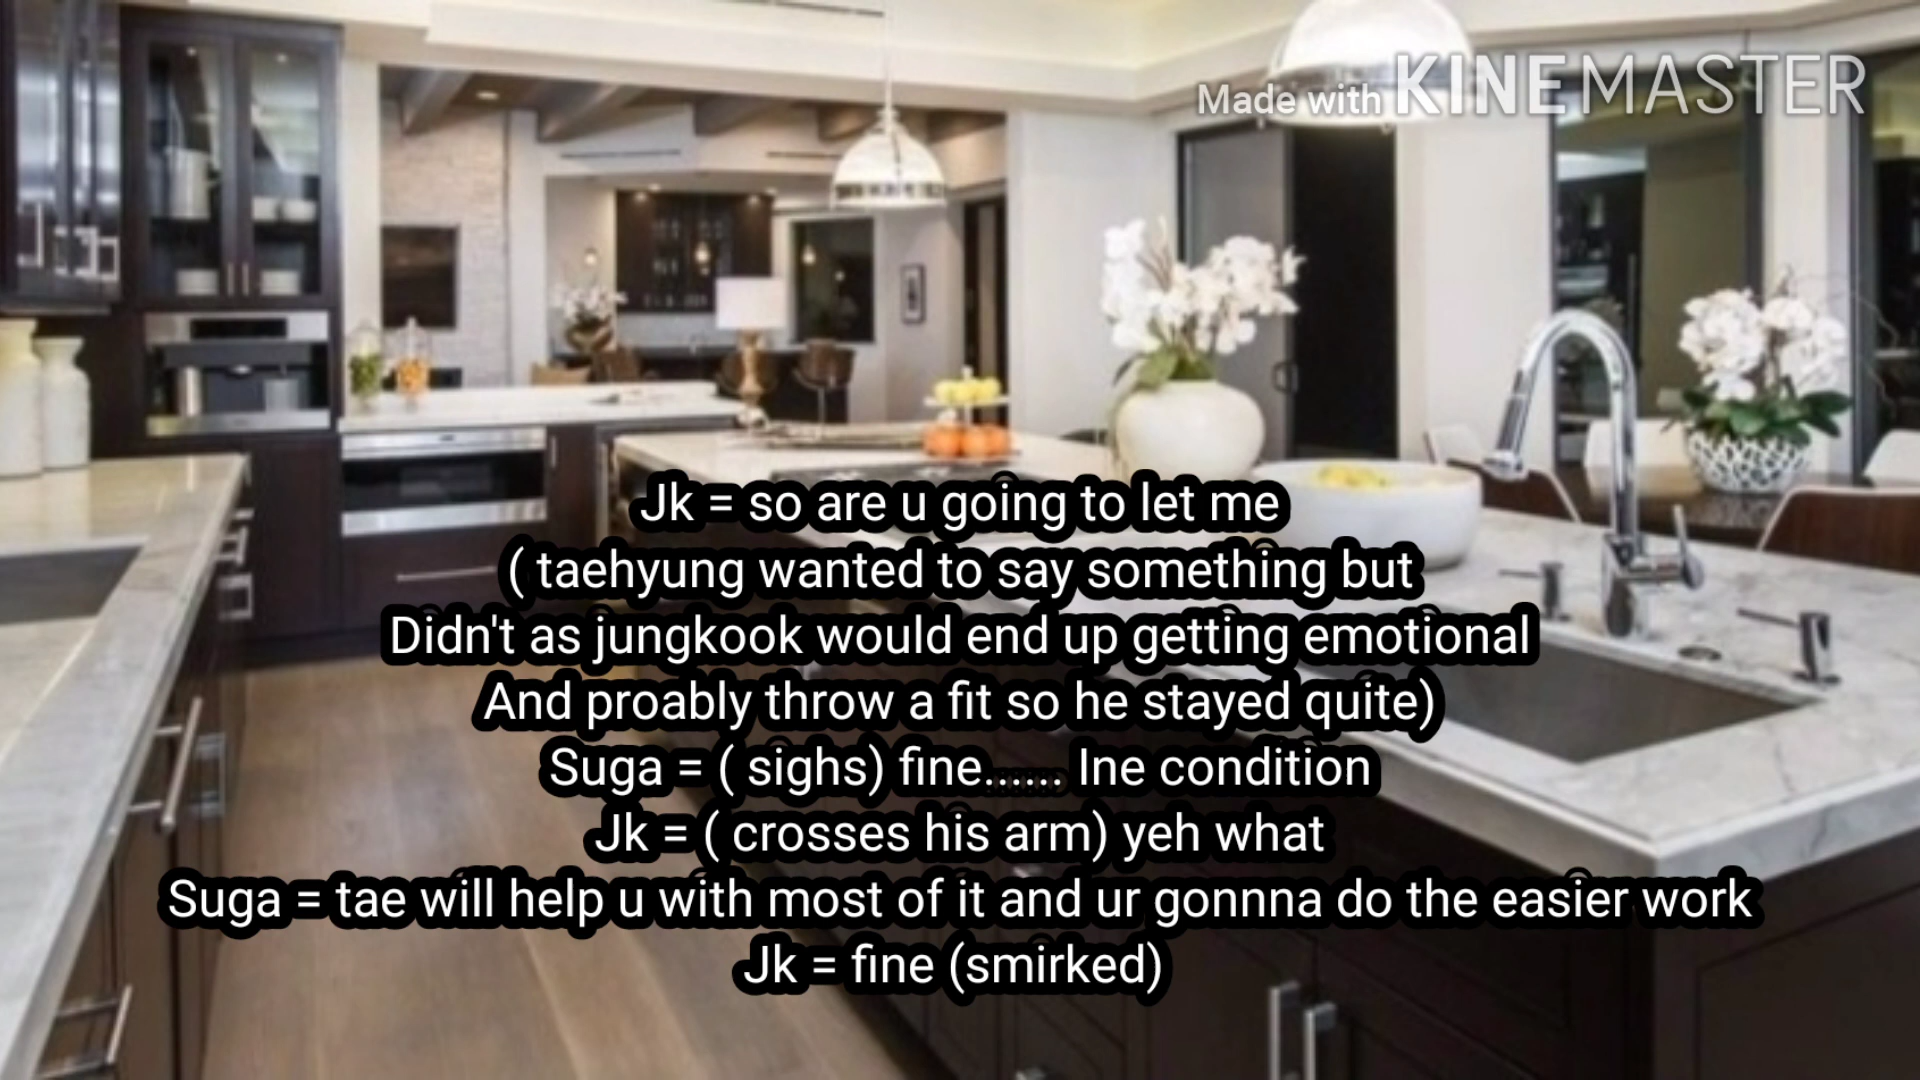 Made with KINEMASTER
Jk = so are u going to let me
( taehyung wanted to say something but
Didn't as jungkook would end up getting emotional
And proably throw a fit so he stayed quite)
Suga = ( sighs) fine...... Ine condition
Jk = ( crosses his arm) yeh what
Suga = tae will help u with most of it and ur gonnna do the easier work
Jk = fine (smirked)